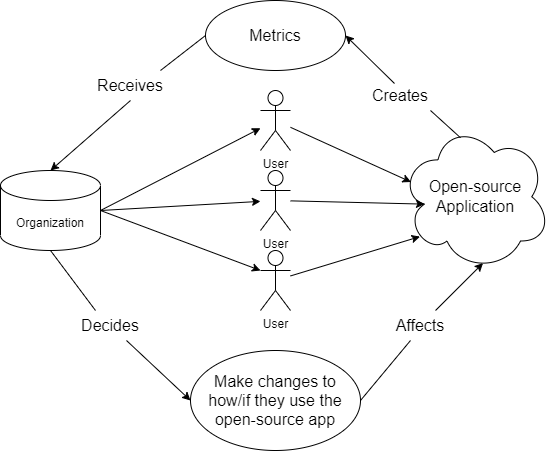 Metrics
Receives
Creates
User
Open-source
Application
Organization
User
User
Decides
Affects
Make changes to
how/if they use the
open-source app